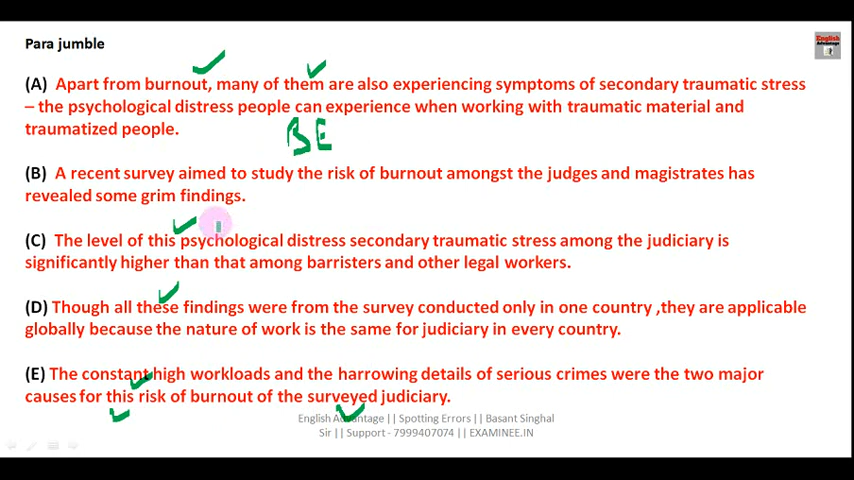 Para jumble
English
Advantage
(A) Apart from burnout, many of them are also experiencing symptoms of secondary traumatic stress
– the psychological distress people can experience when working with traumatic material and
traumatized people.
BE
(B) A recent survey aimed to study the risk of burnout amongst the judges and magistrates has
revealed some grim findings.
(C) The level of this psychological distress secondary traumatic stress among the judiciary is
significantly higher than that among barristers and other legal workers.
(D) Though all these findings were from the survey conducted only in one country ,they are applicable
globally because the nature of work is the same for judiciary in every country.
(E) The constant high workloads and the harrowing details of serious crimes were the two major
causes for this risk of burnout of the surveyed judiciary.
English Advantage || Spotting Errors || Basant Singhal
Sir || Support - 7999407074 || EXAMINEE.IN